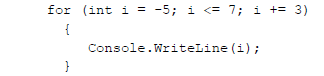 for (int i = -5; i <= 7; i += 3)
{
Console.WriteLine(i);
}